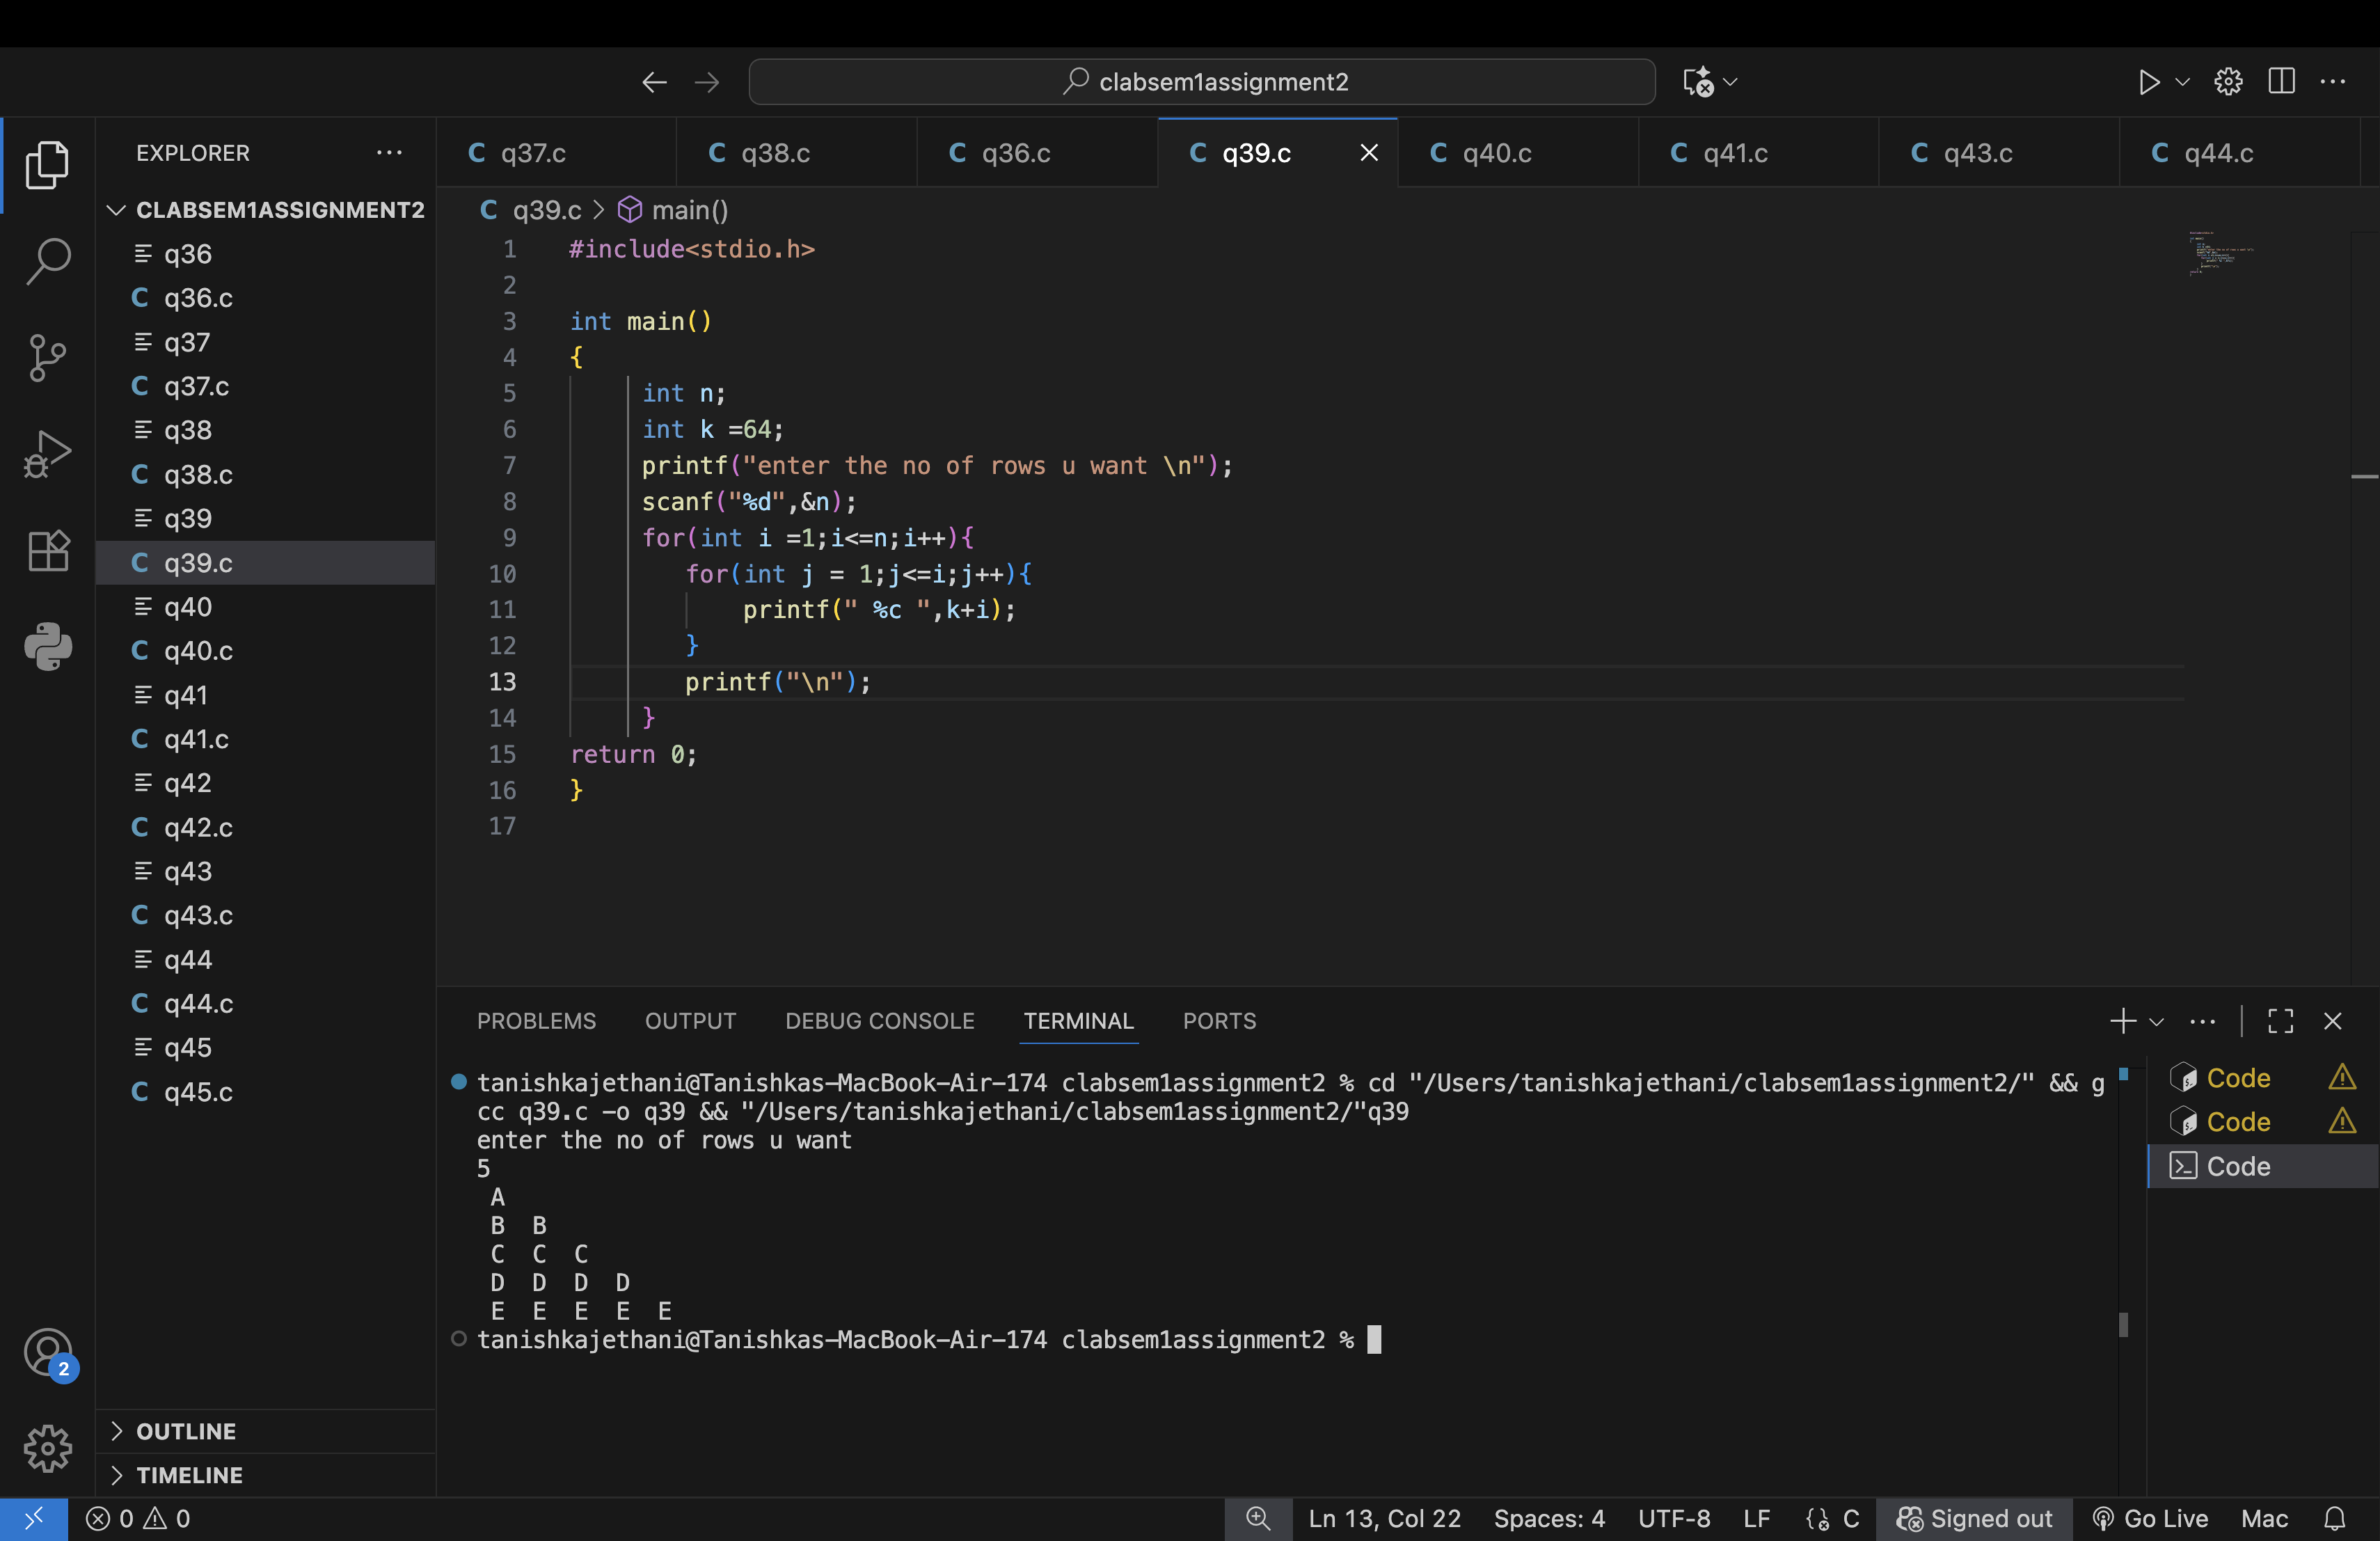 clabsem1assignment2
EXPLORER
CLABSEM1ASSIGNMENT2
q36
q36.c
q37
q37.c
q38
q38.c
q39
q39.c
q40
q40.c
q41
q41.c
q42
q42.c
q43
q43.c
q44
q44.c
q45
q45.c
OUTLINE
TIMELINE
2
C q37.c
C q38.c
C q36.c
C q39.c
C q40.c
C q41.c
C q43.c
C q44.c
C q39.c > main()
1 #include<stdio.h>
2
3 int main()
4 {
5 int n;
6 int k =64;
7 printf("enter the no of rows u want \n");
8 scanf("%d",&n);
9 for(int i =1;i<=n;i++){
10 for(int j = 1;j<=i;j++){
11 printf(" %c ",k+i);
12 }
13 printf("\n");
14 }
15 return 0;
16 }
17
PROBLEMS OUTPUT DEBUG CONSOLE TERMINAL PORTS
tanishkajethani@Tanishkas-MacBook-Air-174 clabsem1assignment2 % cd "/Users/tanishkajethani/clabsem1assignment2/" && g
cc q39.c -o q39 && "/Users/tanishkajethani/clabsem1assignment2/"q39
enter the no of rows u want
5
A
B B
C C C
D D D D
E E E E E
tanishkajethani@Tanishkas-MacBook-Air-174 clabsem1assignment2 %
Code
Code
Code
0 0 Ln 13, Col 22 Spaces: 4 UTF-8 LF C Signed out Go Live Mac